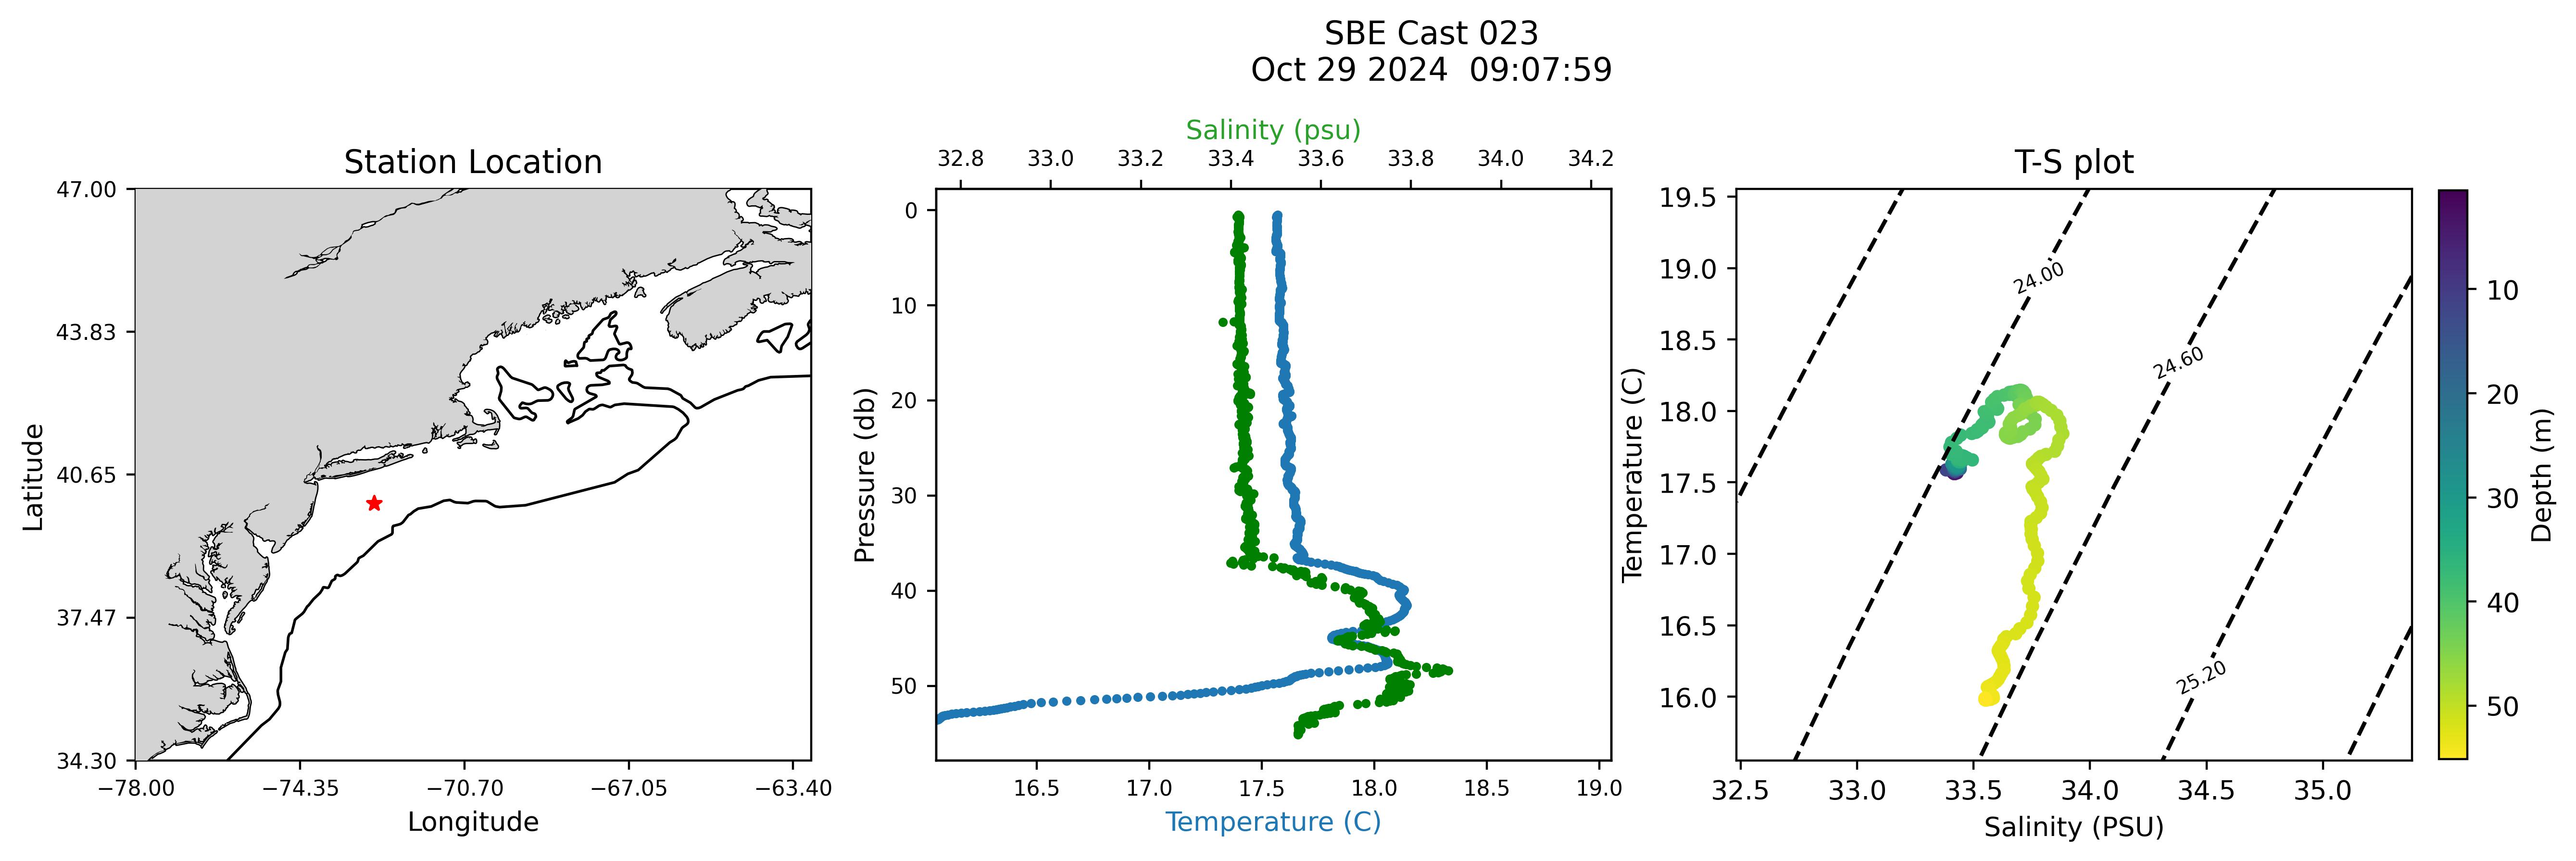 SBE Cast 023
Oct 29 2024  09:07:59
Station Location
47.00
43.83
40.65
37.47
34.30
Latitude
−78.00 −74.35 −70.70 −67.05 −63.40
Longitude
Salinity (psu)
32.8 33.0 33.2 33.4 33.6 33.8 34.0 34.2
0
10
20
30
40
50
Pressure (db)
16.5 17.0 17.5 18.0 18.5 19.0
Temperature (C)
T-S plot
19.5
19.0
18.5
18.0
17.5
17.0
16.5
16.0
Temperature (C)
24.00
24.60
25.20
32.5 33.0 33.5 34.0 34.5 35.0
Salinity (PSU)
10
20
30
40
50
Depth (m)